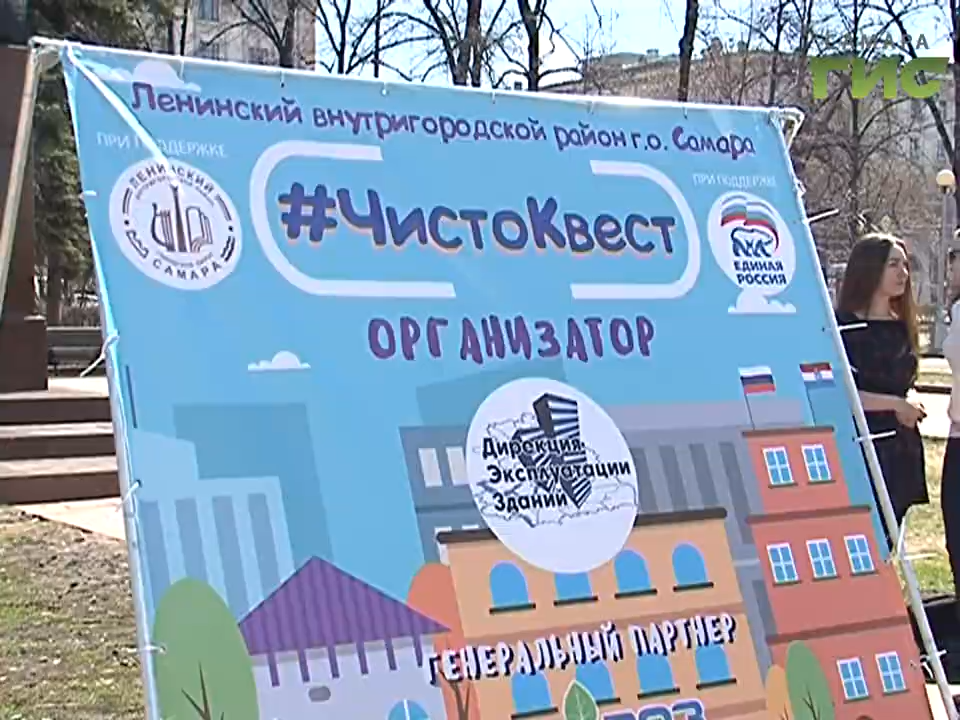 САМАРА
ГИС
Ленинский внутригородской район г.о. Самара
ПРИ ПОДДЕРЖКЕ
ПРИ ПОДДЕРЖКЕ
ЛЕНИНСКИЙ
САМАРА
#ЧистоКвест
ЕДИНАЯ
РОССИЯ
ОРГАНИЗАТОР
Дирекция
Эксплуатации
Зданий
ГЕНЕРАЛЬНЫЙ ПАРТНЕР